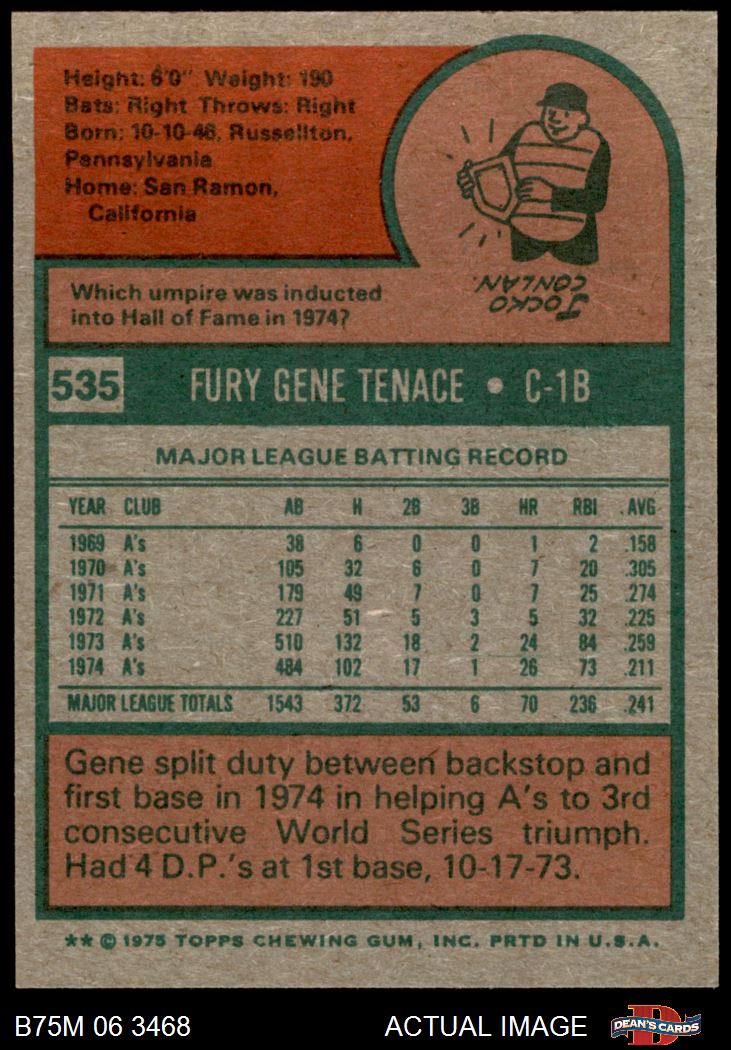 Height: 6'0" Weight: 190
Bats: Right Throws: Right
Born: 10-10-46, Russellton,
Pennsylvania
Home: San Ramon,
California
JOCKO
CONLAN.
Which umpire was inducted
into Hall of Fame in 1974?
535 FURY GENE TENACE • C-1B
MAJOR LEAGUE BATTING RECORD
YEAR CLUB AB H 2B 3B HR RBI AVG
1969 A's 38 6 0 0 1 2 .158
1970 A's 105 32 6 0 7 20 .305
1971 A's 179 49 7 0 7 25 .274
1972 A's 227 51 5 3 5 32 .225
1973 A's 510 132 18 2 24 84 .259
1974 A's 484 102 17 1 26 73 .211
MAJOR LEAGUE TOTALS 1543 372 53 6 70 236 .241
Gene split duty between backstop and
first base in 1974 in helping A's to 3rd
consecutive World Series triumph.
Had 4 D.P.'s at 1st base, 10-17-73.
** © 1975 TOPPS CHEWING GUM, INC. PRTD IN U.S.A.
B75M 06 3468 ACTUAL IMAGE DEAN'S CARDS